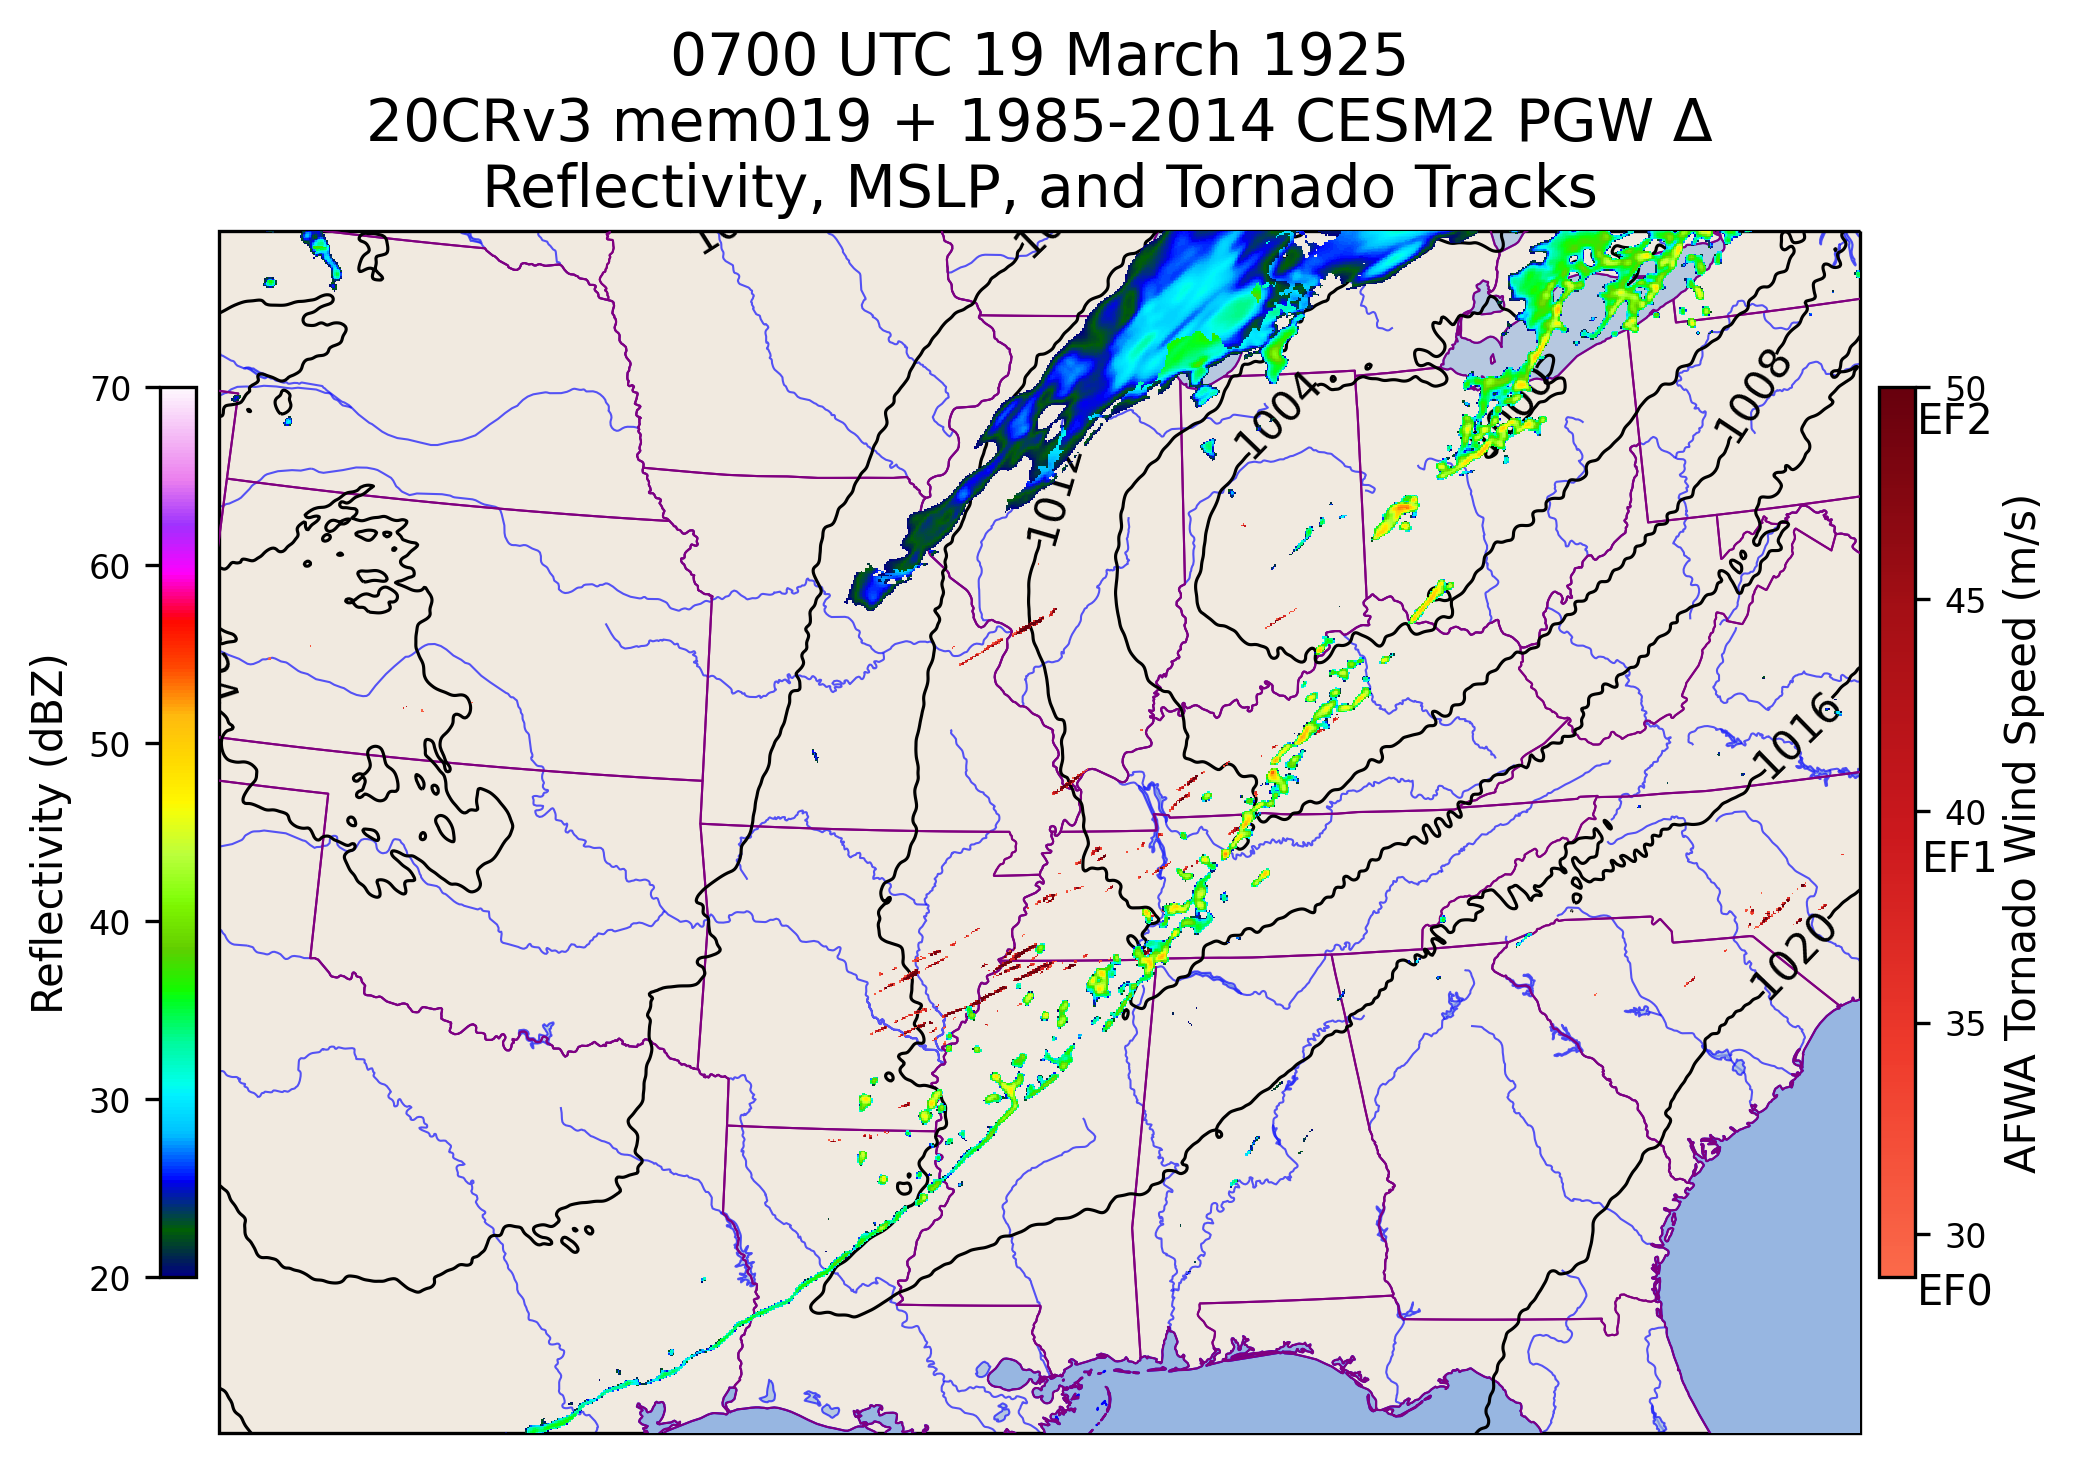 0700 UTC 19 March 1925
20CRv3 mem019 + 1985-2014 CESM2 PGW Δ
Reflectivity, MSLP, and Tornado Tracks
Reflectivity (dBZ)
70
60
50
40
30
20
1004
1008
1012
1016
1020
50
EF2
45
40
EF1
35
30
EF0
AFWA Tornado Wind Speed (m/s)